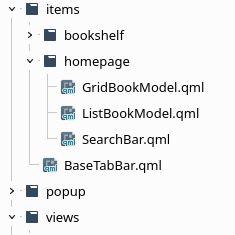 items
bookshelf
homepage
GridBookModel.qml
ListBookModel.qml
SearchBar.qml
BaseTabBar.qml
popup
views